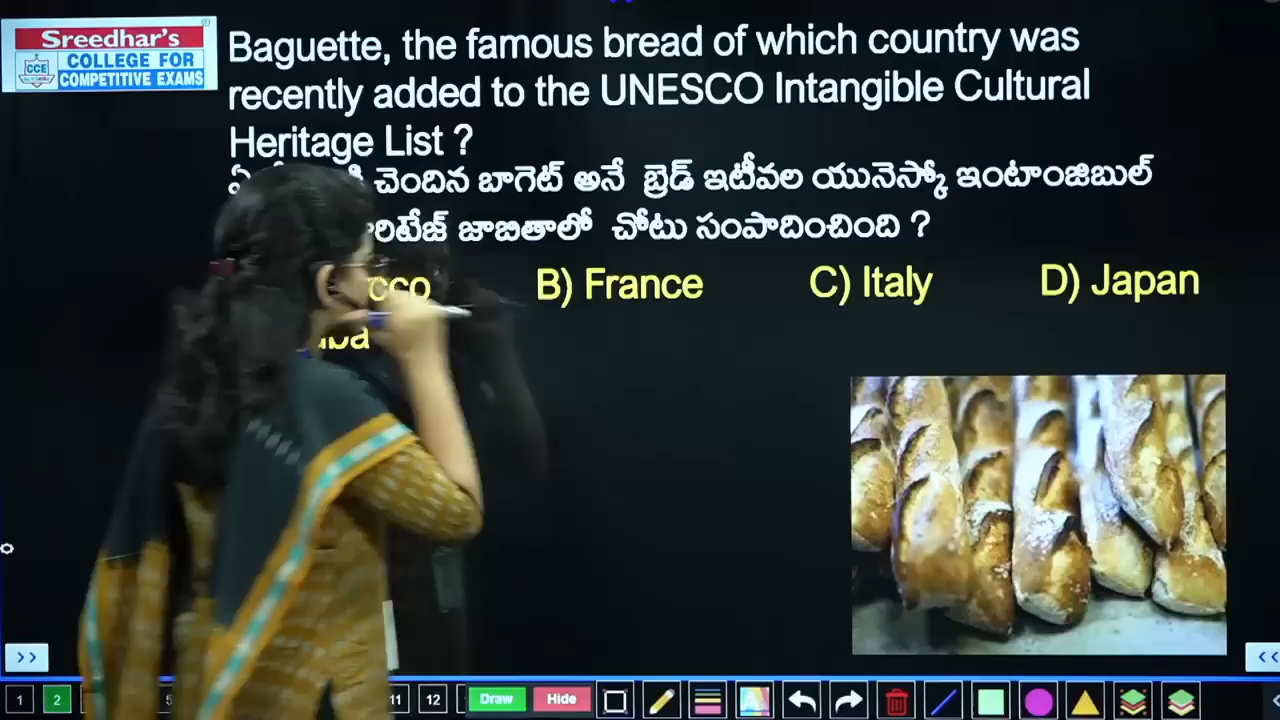 Sreedhar's
CCE
COLLEGE FOR
COMPETITIVE EXAMS
Baguette, the famous bread of which country was
recently added to the UNESCO Intangible Cultural
Heritage List ?
చెందిన బాగెట్ అనే బ్రెడ్ ఇటీవల యునెస్కో ఇంటాంజిబుల్
జాబితాలో చోటు సంపాదించింది ?
B) France C) Italy D) Japan
>> <<
1 2 5 11 12 Draw Hide